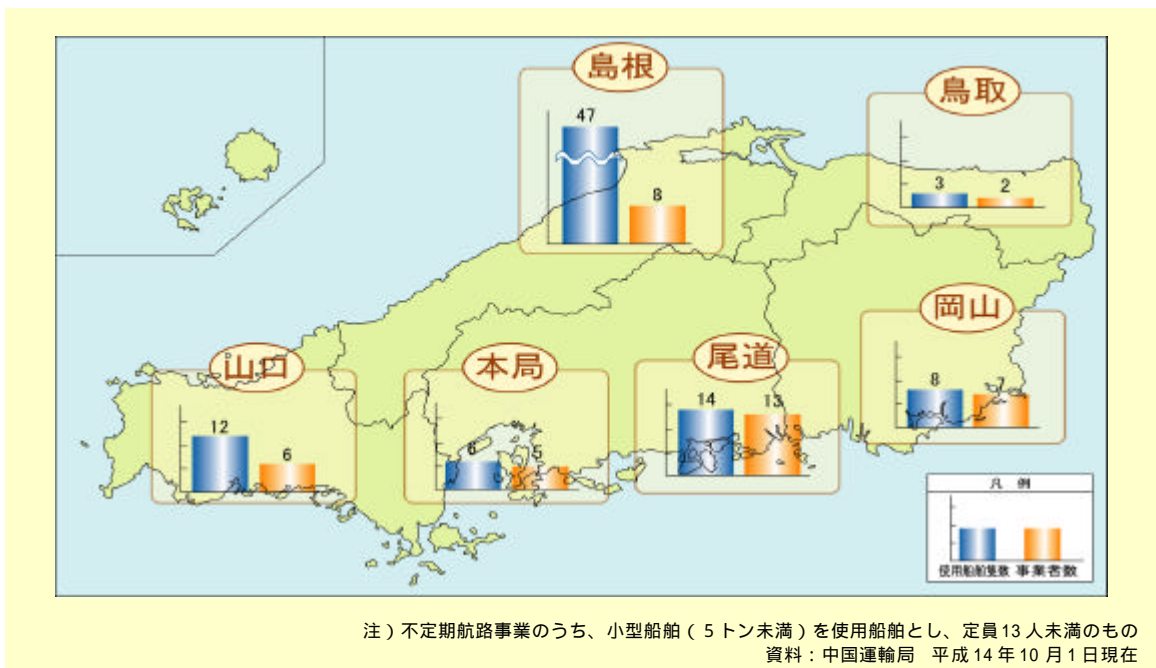 島根
47
8
鳥取
3
2
岡山
8
7
山口
12
6
本局
6
5
尾道
14
13
凡 例
使用船舶隻数 事業者数
注）不定期航路事業のうち、小型船舶（５トン未満）を使用船舶とし、定員13人未満のもの
資料：中国運輸局 平成14年10月1日現在